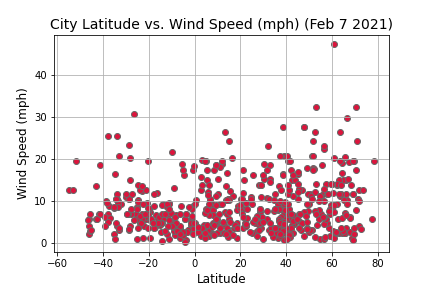 City Latitude vs. Wind Speed (mph) (Feb 7 2021)
40
30
20
10
0
Wind Speed (mph)
−60 −40 −20 0 20 40 60 80
Latitude